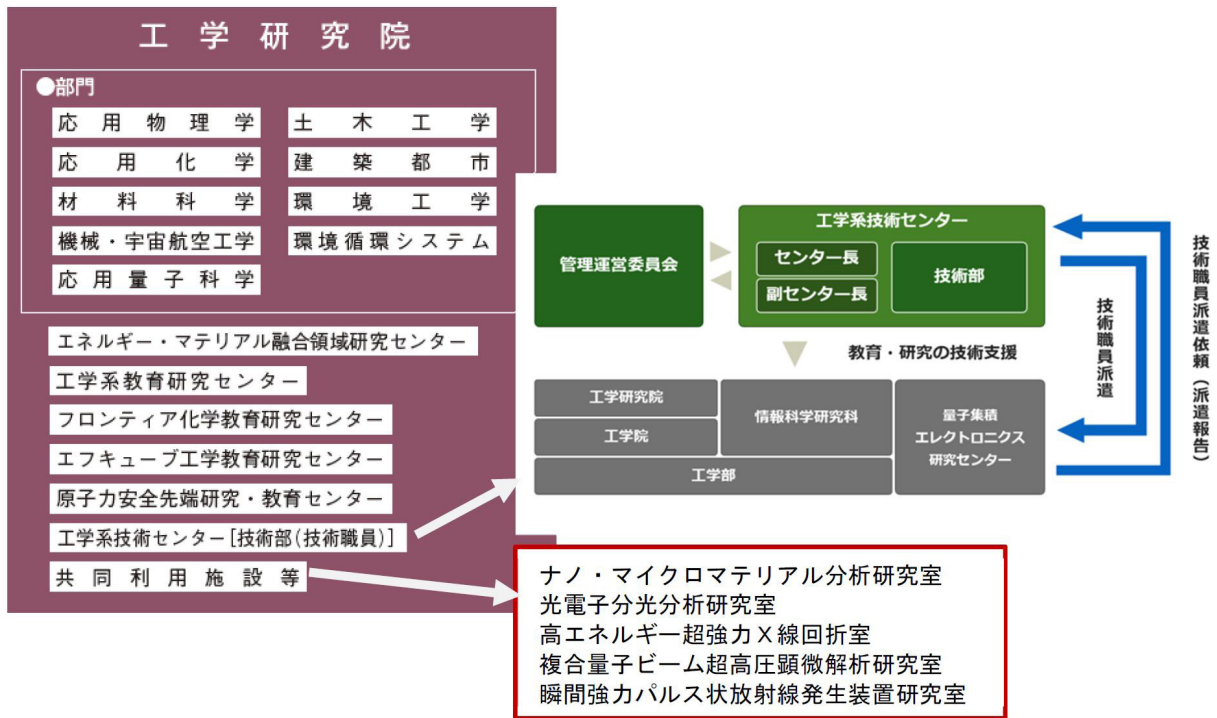 工学研究院
●部門
応用物理学
土木工学
応用化学
建築都市
材料科学
環境工学
機械・宇宙航空工学
環境循環システム
応用量子科学
エネルギー・マテリアル融合領域研究センター
工学系教育研究センター
フロンティア化学教育研究センター
エフキューブ工学教育研究センター
原子力安全先端研究・教育センター
工学系技術センター[技術部(技術職員)]
共同利用施設等
管理運営委員会
工学系技術センター
センター長
副センター長
技術部
教育・研究の技術支援
工学研究院
工学院
工学部
情報科学研究科
量子集積
エレクトロニクス
研究センター
技術職員派遣
技術職員派遣依頼（派遣報告）
ナノ・マイクロマテリアル分析研究室
光電子分光分析研究室
高エネルギー超強力X線回折室
複合量子ビーム超高圧顕微解析研究室
瞬間強力パルス状放射線発生装置研究室